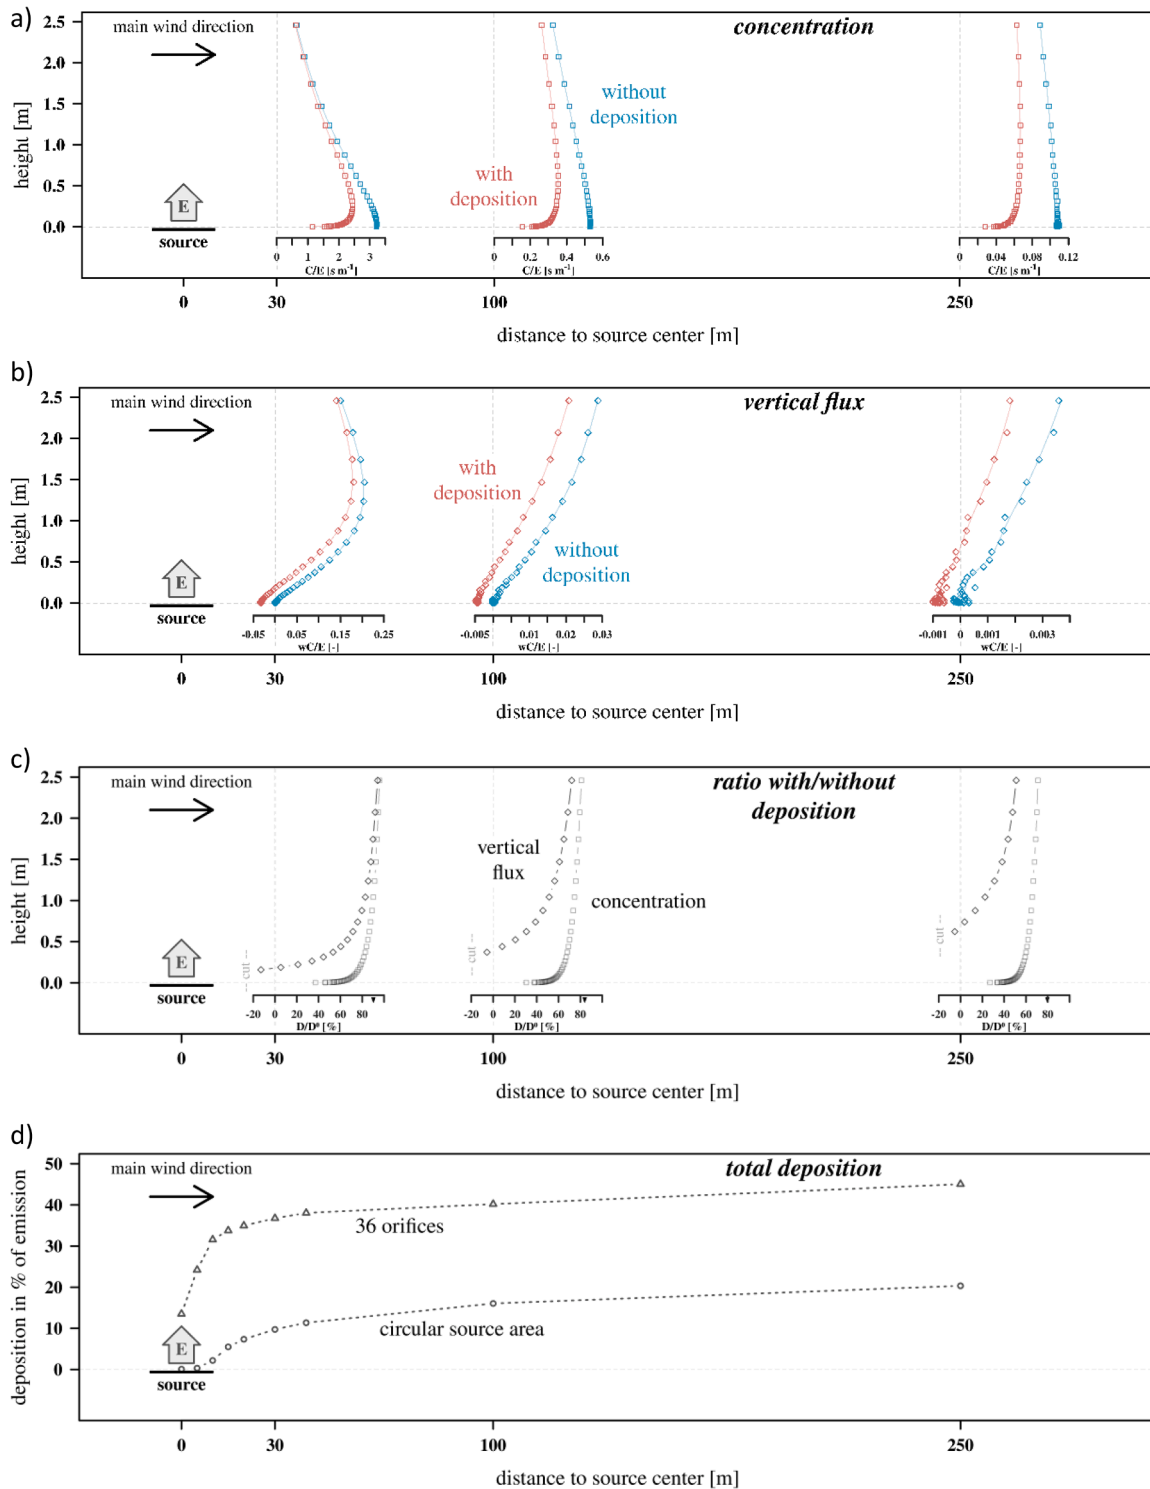 a)
concentration
main wind direction
2.5
2.0
1.5
1.0
0.5
0.0
height [m]
without
deposition
with
deposition
E
source
0 1 2 3
C/E [s m⁻¹]
0 0.2 0.4 0.6
C/E [s m⁻¹]
0 0.04 0.08 0.12
C/E [s m⁻¹]
0 30 100 250
distance to source center [m]
b)
vertical flux
main wind direction
2.5
2.0
1.5
1.0
0.5
0.0
height [m]
with
deposition
without
deposition
E
source
-0.05 0.05 0.15 0.25
wC/E [-]
-0.005 0.01 0.02 0.03
wC/E [-]
-0.001 0 0.001 0.003
wC/E [-]
0 30 100 250
distance to source center [m]
c)
ratio with/without
deposition
main wind direction
2.5
2.0
1.5
1.0
0.5
0.0
height [m]
vertical
flux
concentration
cut
cut
cut
E
source
-20 0 20 40 60 80
D/D⁰ [%]
-20 0 20 40 60 80
D/D⁰ [%]
-20 0 20 40 60 80
D/D⁰ [%]
0 30 100 250
distance to source center [m]
d)
total deposition
main wind direction
50
40
30
20
10
0
deposition in % of emission
36 orifices
circular source area
E
source
0 30 100 250
distance to source center [m]